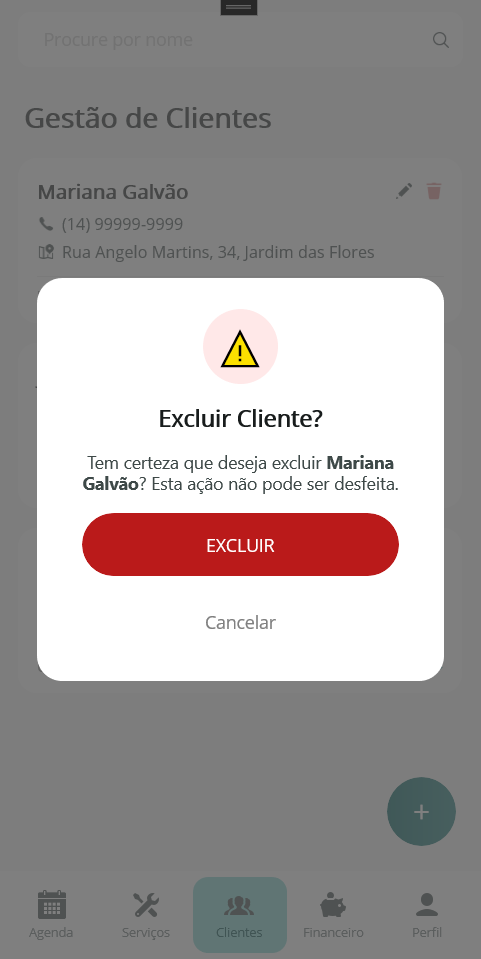 Procure por nome
Gestão de Clientes
Mariana Galvão
(14) 99999-9999
Rua Angelo Martins, 34, Jardim das Flores
Excluir Cliente?
Tem certeza que deseja excluir Mariana
Galvão? Esta ação não pode ser desfeita.
EXCLUIR
Cancelar
+
Agenda
Serviços
Clientes
Financeiro
Perfil